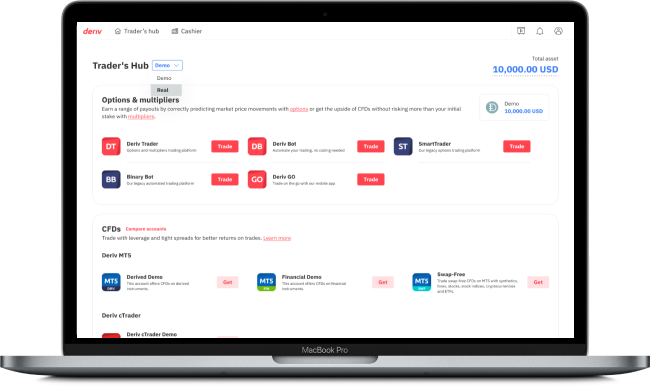 deriv
Trader's hub
Cashier
Trader's Hub
Demo
Total asset
10,000.00 USD
Demo
Real
Options & multipliers
Earn a range of payouts by correctly predicting market price movements with options or get the upside of CFDs without risking more than your initial
stake with multipliers.
Demo
10,000.00 USD
DT
Deriv Trader
Options and multipliers trading platform
Trade
DB
Deriv Bot
Automate your trading, no coding needed
Trade
ST
SmartTrader
Our legacy options trading platform
Trade
BB
Binary Bot
Our legacy automated trading platform
Trade
GO
Deriv GO
Trade on the go with our mobile app
Trade
CFDs
Compare accounts
Trade with leverage and tight spreads for better returns on trades. Learn more
Deriv MT5
MT5
Derived Demo
This account offers CFDs on derived
instruments.
Get
MT5
Financial Demo
This account offers CFDs on financial
instruments.
Get
MT5
Swap-Free
Trade swap-free CFDs on MT5 with synthetics,
forex, stocks, stock indices, cryptocurrencies
and ETFs.
Get
Deriv cTrader
Deriv cTrader Demo
MacBook Pro